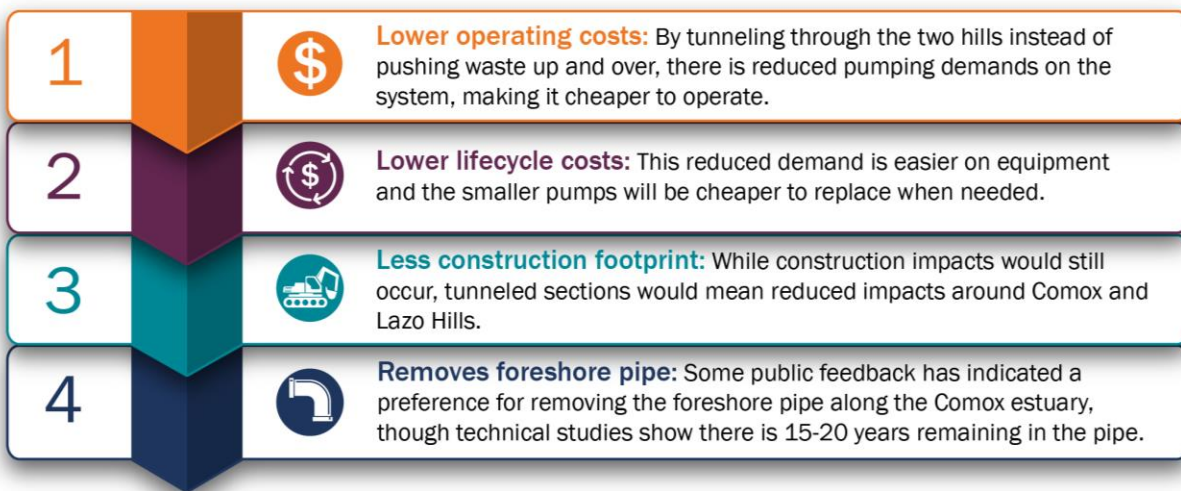 1
$
Lower operating costs: By tunneling through the two hills instead of
pushing waste up and over, there is reduced pumping demands on the
system, making it cheaper to operate.
2
$
Lower lifecycle costs: This reduced demand is easier on equipment
and the smaller pumps will be cheaper to replace when needed.
3
Less construction footprint: While construction impacts would still
occur, tunneled sections would mean reduced impacts around Comox and
Lazo Hills.
4
Removes foreshore pipe: Some public feedback has indicated a
preference for removing the foreshore pipe along the Comox estuary,
though technical studies show there is 15-20 years remaining in the pipe.